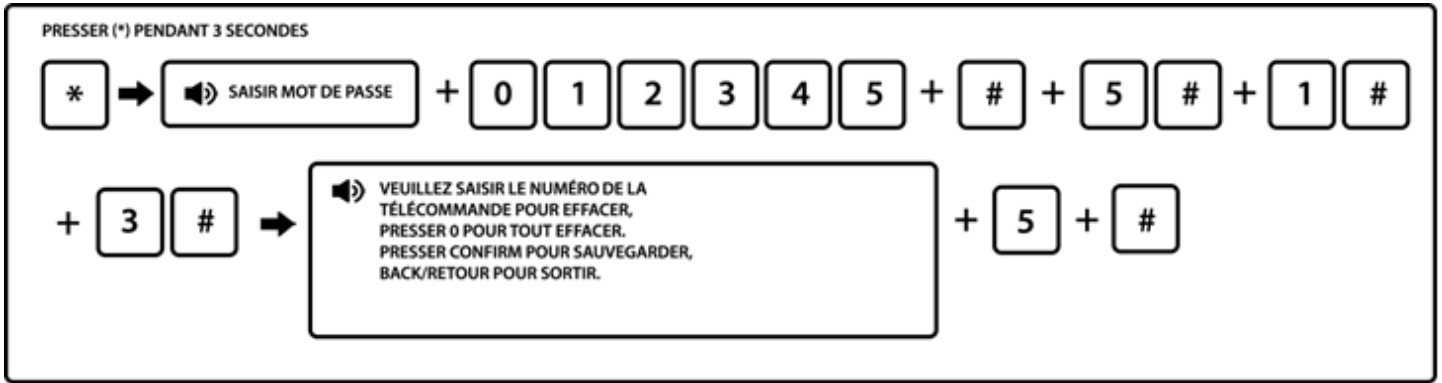 PRESSER (*) PENDANT 3 SECONDES
* SAISIR MOT DE PASSE + 0 1 2 3 4 5 + # + 5 # + 1 #
+ 3 # VEUILLEZ SAISIR LE NUMÉRO DE LA
TÉLÉCOMMANDE POUR EFFACER,
PRESSER 0 POUR TOUT EFFACER.
PRESSER CONFIRM POUR SAUVEGARDER,
BACK/RETOUR POUR SORTIR.
+ 5 + #